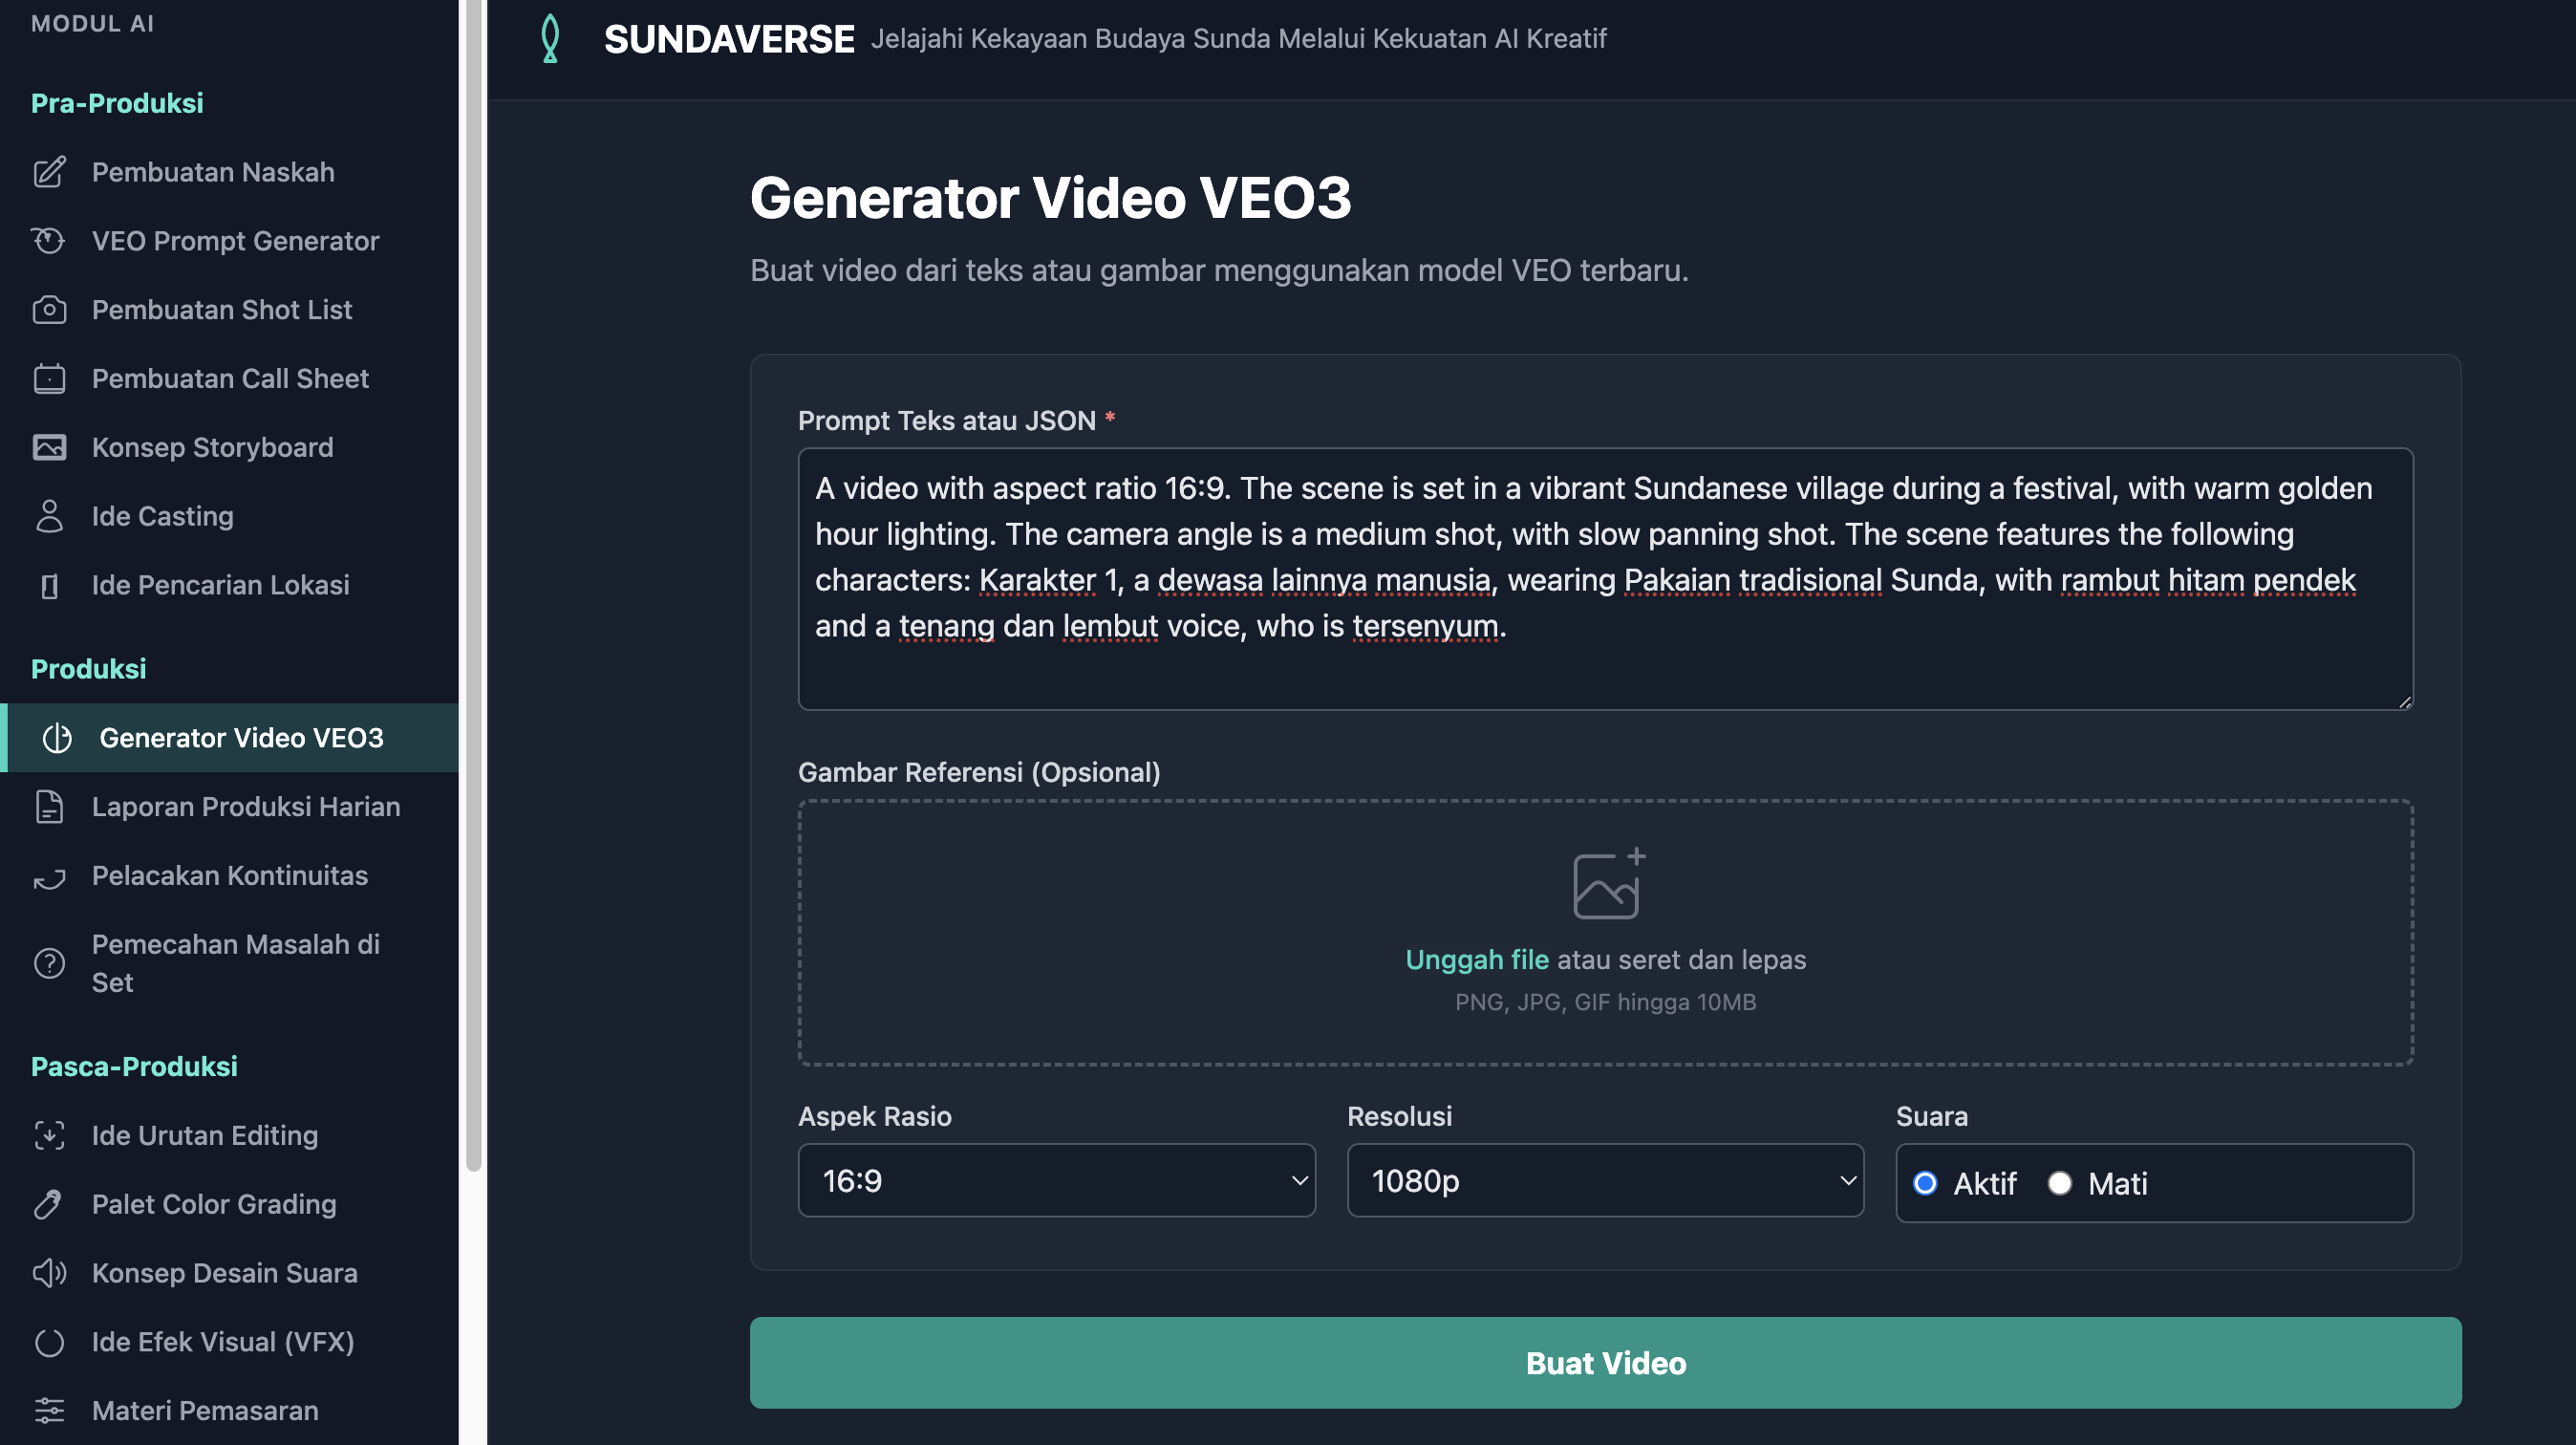 MODUL AI
Pra-Produksi
Pembuatan Naskah
VEO Prompt Generator
Pembuatan Shot List
Pembuatan Call Sheet
Konsep Storyboard
Ide Casting
Ide Pencarian Lokasi
Produksi
Generator Video VEO3
Laporan Produksi Harian
Pelacakan Kontinuitas
Pemecahan Masalah di
Set
Pasca-Produksi
Ide Urutan Editing
Palet Color Grading
Konsep Desain Suara
Ide Efek Visual (VFX)
Materi Pemasaran
SUNDAVERSE Jelajahi Kekayaan Budaya Sunda Melalui Kekuatan AI Kreatif
Generator Video VEO3
Buat video dari teks atau gambar menggunakan model VEO terbaru.
Prompt Teks atau JSON *
A video with aspect ratio 16:9. The scene is set in a vibrant Sundanese village during a festival, with warm golden
hour lighting. The camera angle is a medium shot, with slow panning shot. The scene features the following
characters: Karakter 1, a dewasa lainnya manusia, wearing Pakaian tradisional Sunda, with rambut hitam pendek
and a tenang dan lembut voice, who is tersenyum.
Gambar Referensi (Opsional)
Unggah file atau seret dan lepas
PNG, JPG, GIF hingga 10MB
Aspek Rasio
16:9
Resolusi
1080p
Suara
Aktif Mati
Buat Video